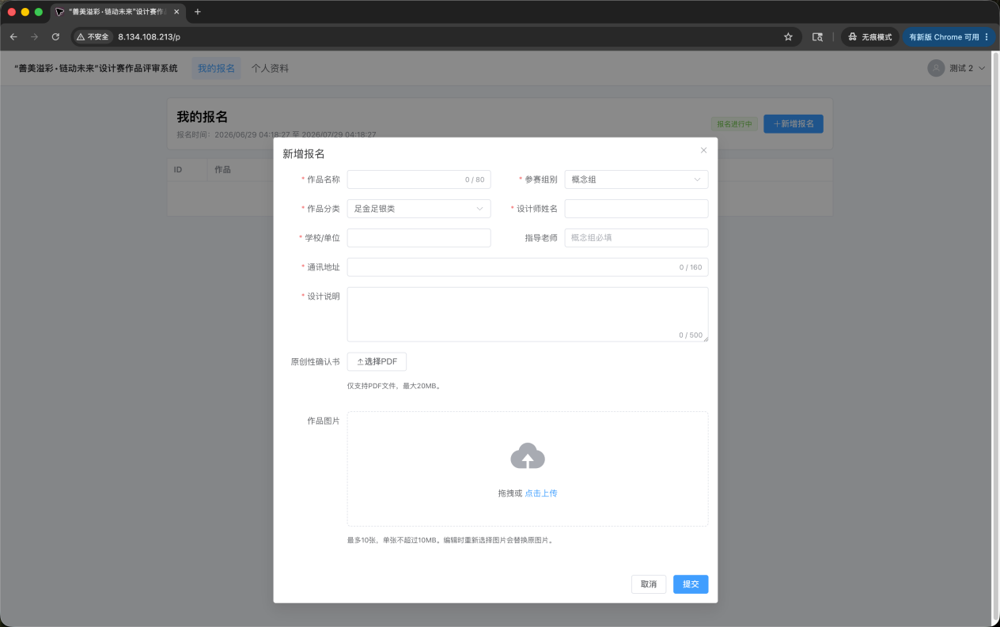 “菁美溢彩·链动未来”设计赛作
不安全 8.134.108.213/p 无痕模式 有新版 Chrome 可用
“菁美溢彩·链动未来”设计赛作品评审系统 我的报名 个人资料 测试 2
我的报名
报名时间：2026/06/29 04:18:27 至 2026/07/29 04:18:27
报名进行中 +新增报名
ID 作品
新增报名
* 作品名称 0 / 80 * 参赛组别 概念组
* 作品分类 足金足银类 * 设计师姓名
* 学校/单位 指导老师 概念组必填
* 通讯地址 0 / 160
* 设计说明
0 / 500
原创性确认书 选择PDF
仅支持PDF文件，最大20MB。
作品图片
拖拽或 点击上传
最多10张，单张不超过10MB。编辑时重新选择图片会替换原图片。
取消 提交